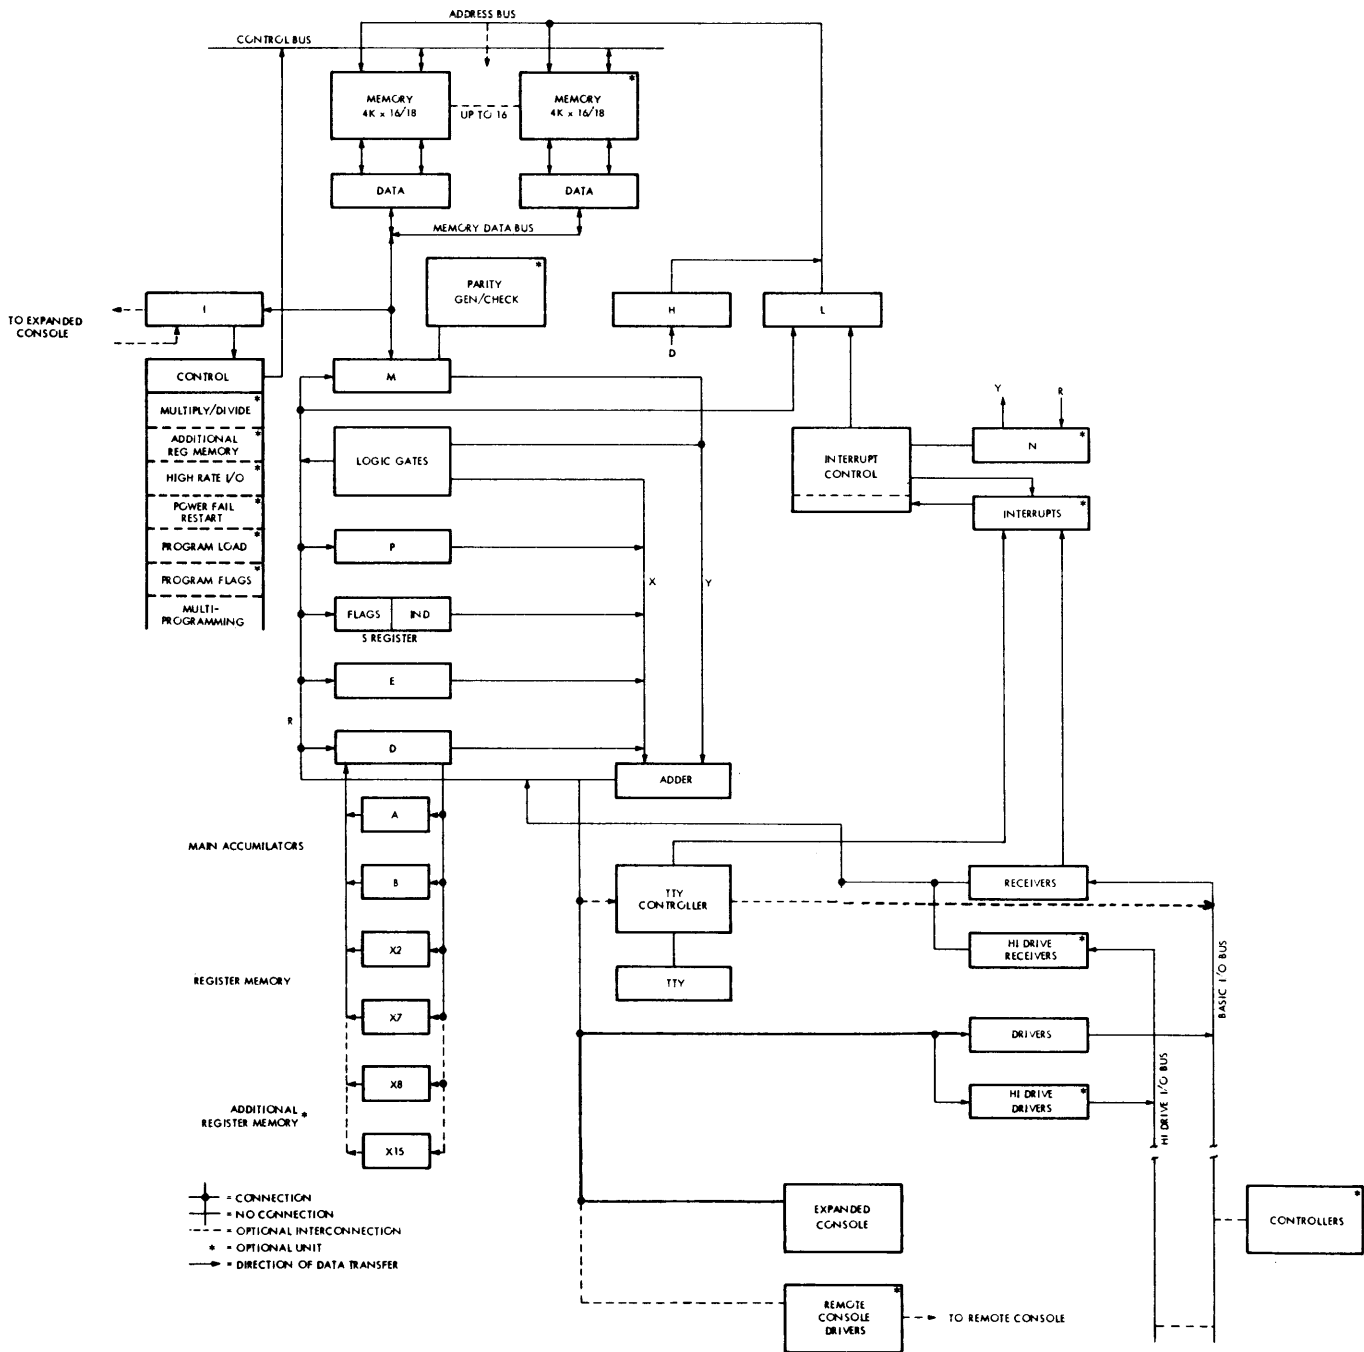 ADDRESS BUS
CONTROL BUS
MEMORY
4K x 16/18
UP TO 16
MEMORY
4K x 16/18
*
DATA
DATA
MEMORY DATA BUS
PARITY
GEN/CHECK
*
I
H
L
TO EXPANDED
CONSOLE
D
CONTROL
M
MULTIPLY/DIVIDE *
ADDITIONAL
REG MEMORY *
HIGH RATE I/O *
POWER FAIL
RESTART *
PROGRAM LOAD *
PROGRAM FLAGS *
MULTI-
PROGRAMMING
LOGIC GATES
Y
R
INTERRUPT
CONTROL
N *
INTERRUPTS *
P
X
Y
FLAGS
IND
S REGISTER
E
R
D
ADDER
A
MAIN ACCUMILATORS
B
TTY
CONTROLLER
RECEIVERS
X2
HI DRIVE
RECEIVERS *
REGISTER MEMORY
TTY
BASIC I/O BUS
X7
DRIVERS
HI DRIVE I/O BUS
X8
HI DRIVE
DRIVERS *
ADDITIONAL
REGISTER MEMORY *
X15
= CONNECTION
= NO CONNECTION
= OPTIONAL INTERCONNECTION
* = OPTIONAL UNIT
= DIRECTION OF DATA TRANSFER
EXPANDED
CONSOLE
CONTROLLERS *
REMOTE
CONSOLE
DRIVERS *
TO REMOTE CONSOLE